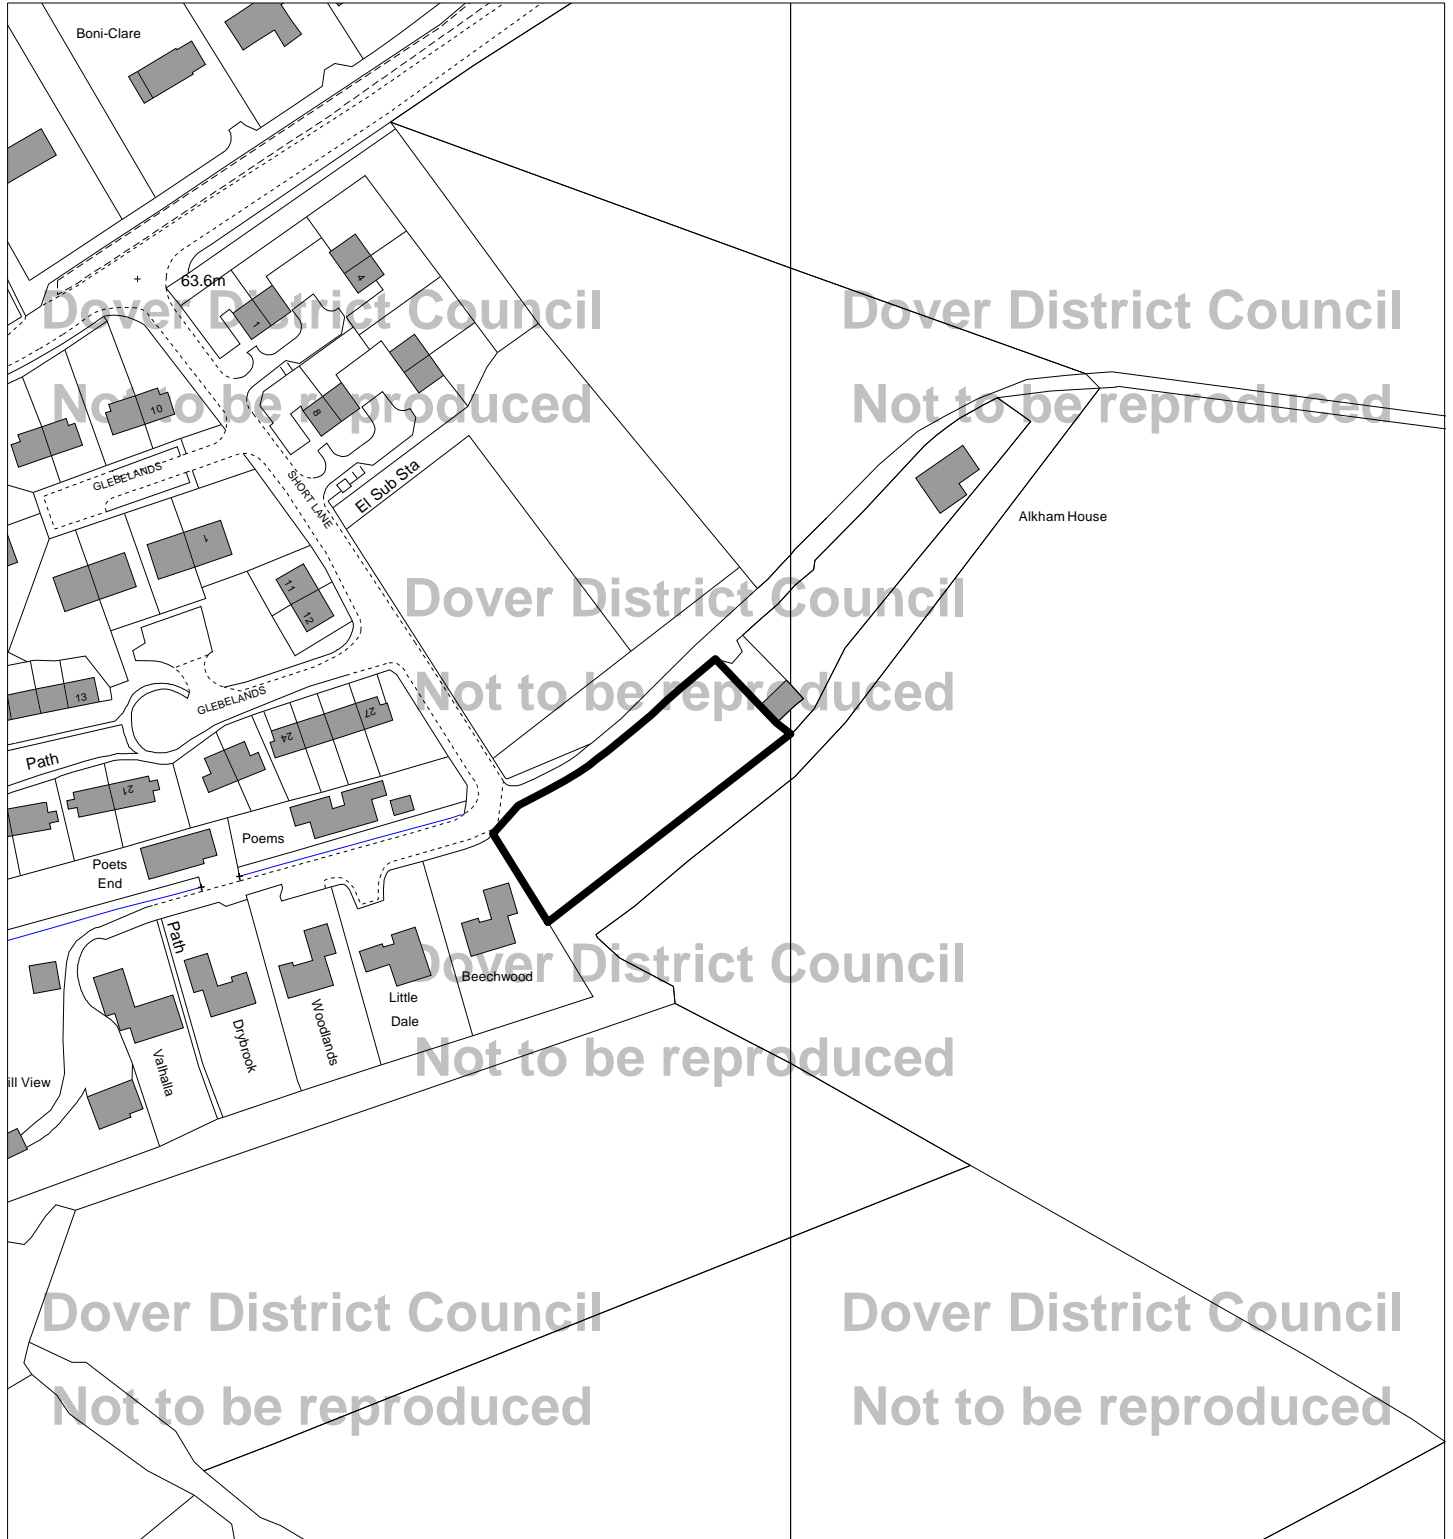 Boni-Clare
63.6m
4
1
Dover District Council
Dover District Council
8
10
Not to be reproduced
Not to be reproduced
GLEBELANDS
SHORT LANE
El Sub Sta
Alkham House
1
11
12
Dover District Council
13
GLEBELANDS
Not to be reproduced
27
24
Path
21
Poems
Poets
End
Path
Dover District Council
Beechwood
Little
Dale
Woodlands
Drybrook
Valhalla
Not to be reproduced
ill View
Dover District Council
Dover District Council
Not to be reproduced
Not to be reproduced